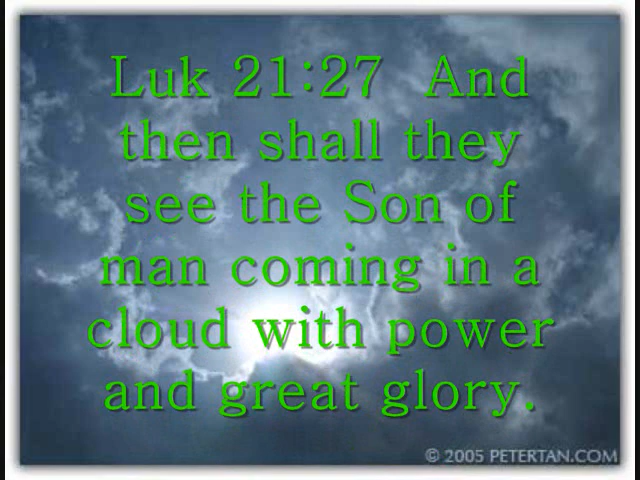 Luk 21:27 And
then shall they
see the Son of
man coming in a
cloud with power
and great glory.
© 2005 PETERTAN.COM